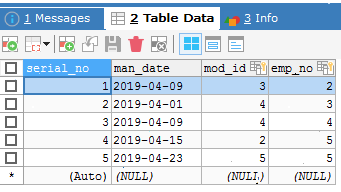 1 Messages 2 Table Data 3 Info
serial_no man_date mod_id emp_no
1 2019-04-09 3 2
2 2019-04-01 4 3
3 2019-04-09 4 4
4 2019-04-15 2 5
5 2019-04-23 5 5
* (Auto) (NULL) (NULL) (NULL)